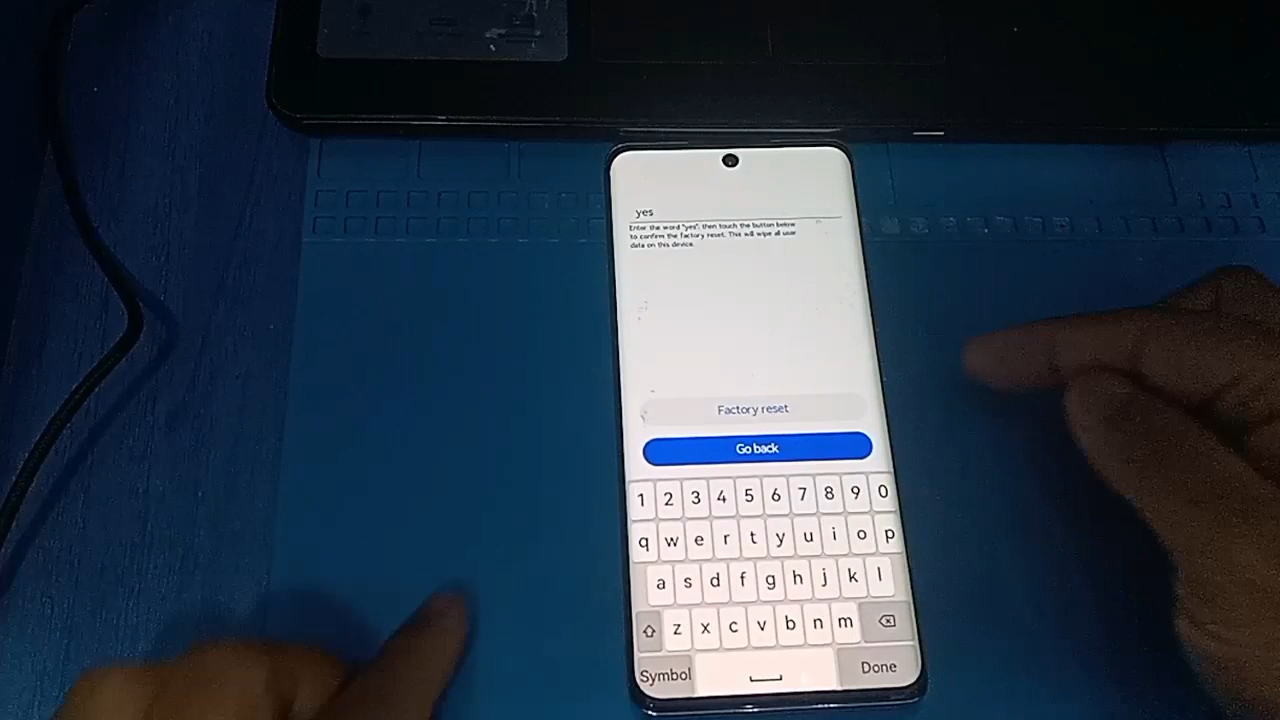 yes
Enter the word "yes", then touch the button below
to confirm the factory reset. This will wipe all user
data on this device.
Factory reset
Go back
1 2 3 4 5 6 7 8 9 0
q w e r t y u i o p
a s d f g h j k l
z x c v b n m
Symbol Done